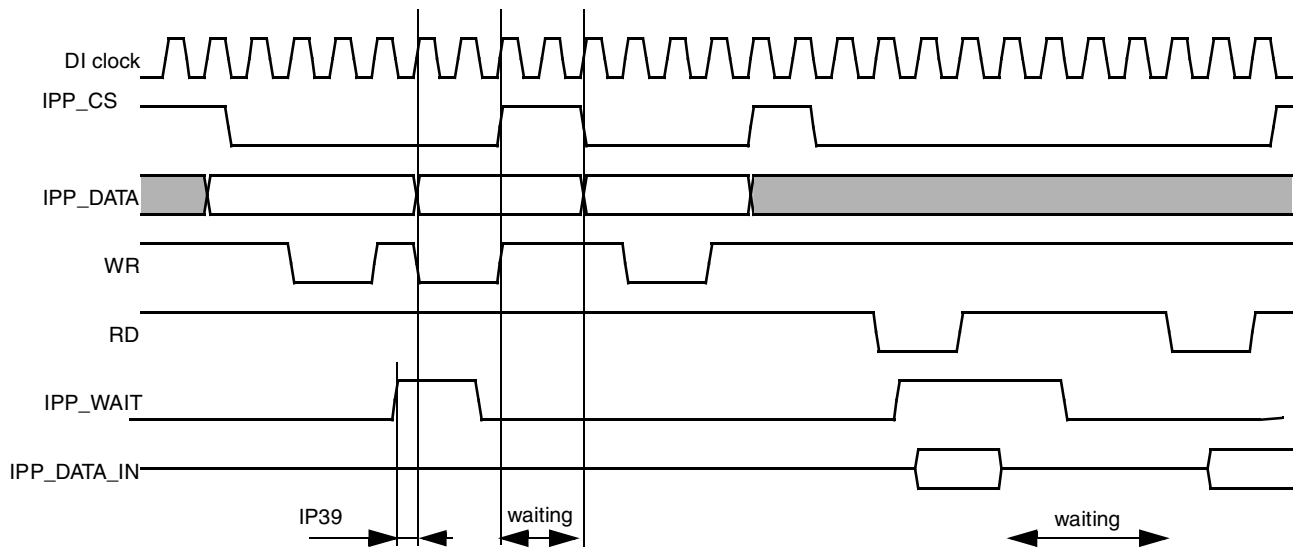 DI clock
IPP_CS
IPP_DATA
WR
RD
IPP_WAIT
IPP_DATA_IN
IP39
waiting
waiting